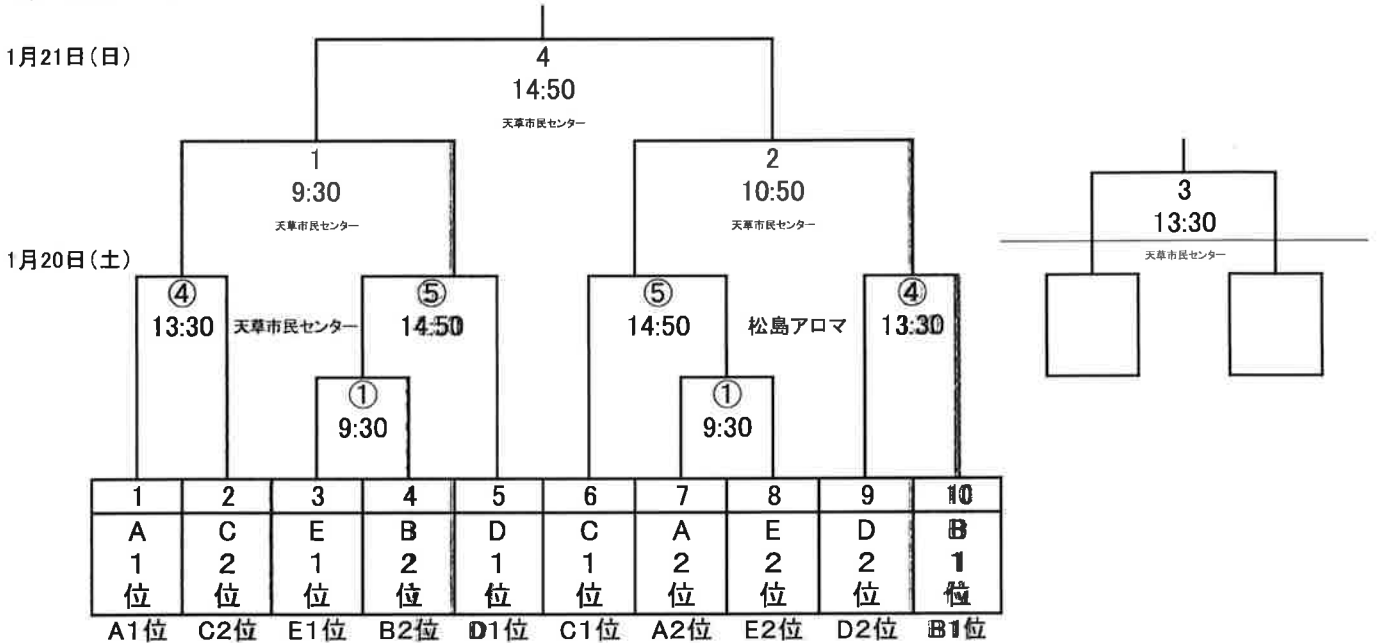 1月21日(日)
4
14:50
天草市民センター
1
9:30
天草市民センター
2
10:50
天草市民センター
3
13:30
天草市民センター
1月20日(土)
④
13:30
天草市民センター
⑤
14:50
⑤
14:50
松島アロマ
④
13:30
①
9:30
①
9:30
1 2 3 4 5 6 7 8 9 10
A C E B D C A E D B
1 2 1 2 1 1 2 2 2 1
位 位 位 位 位 位 位 位 位 位
A1位 C2位 E1位 B2位 D1位 C1位 A2位 E2位 D2位 B1位